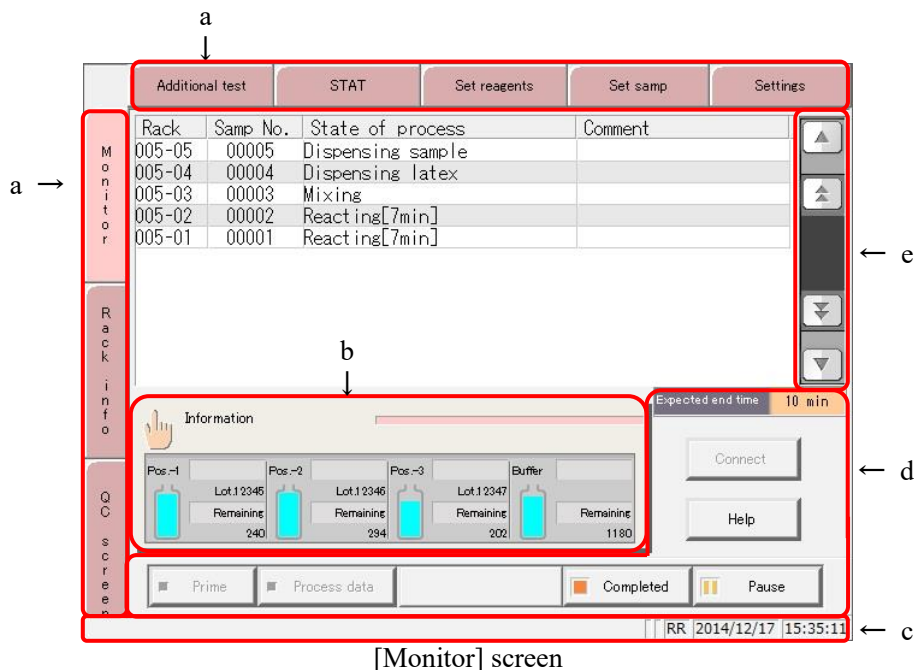 a
↓
Additional test STAT Set reagents Set samp Settings
Rack Samp No. State of process Comment
005-05 00005 Dispensing sample
005-04 00004 Dispensing latex
005-03 00003 Mixing
005-02 00002 Reacting[7min]
005-01 00001 Reacting[7min]
a →
Monitor
← e
Rack info
b
↓
Expected end time 10 min
Information
Pos.-1 Pos.-2 Pos.-3 Buffer
Lot.12345 Lot.12346 Lot.12347
Remaining Remaining Remaining Remaining
240 294 202 1180
Connect
← d
Help
QC screen
Prime Process data Completed Pause
RR 2014/12/17 15:35:11
← c
[Monitor] screen